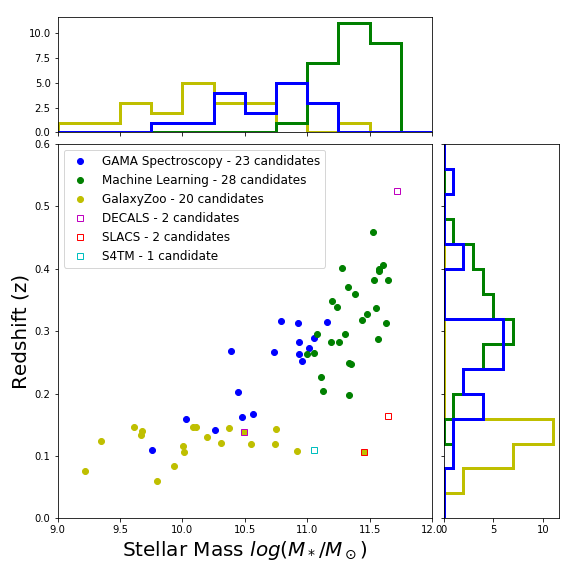 10.0
7.5
5.0
2.5
0.0
0.6
0.5
0.4
0.3
0.2
0.1
0.0
Redshift (z)
GAMA Spectroscopy - 23 candidates
Machine Learning - 28 candidates
GalaxyZoo - 20 candidates
DECALS - 2 candidates
SLACS - 2 candidates
S4TM - 1 candidate
9.0 9.5 10.0 10.5 11.0 11.5 12.0
0 5 10
Stellar Mass log(M_*/M_⊙)